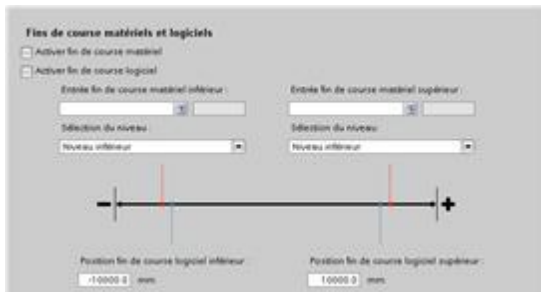 Fins de course matériels et logiciels
Activer fin de course matériel
Activer fin de course logiciel
Entrée fin de course matériel inférieur :
Entrée fin de course matériel supérieur :
Sélection du niveau :
Sélection du niveau :
Niveau inférieur
Niveau inférieur
Position fin de course logiciel inférieur :
Position fin de course logiciel supérieur :
-10000.0 mm
10000.0 mm